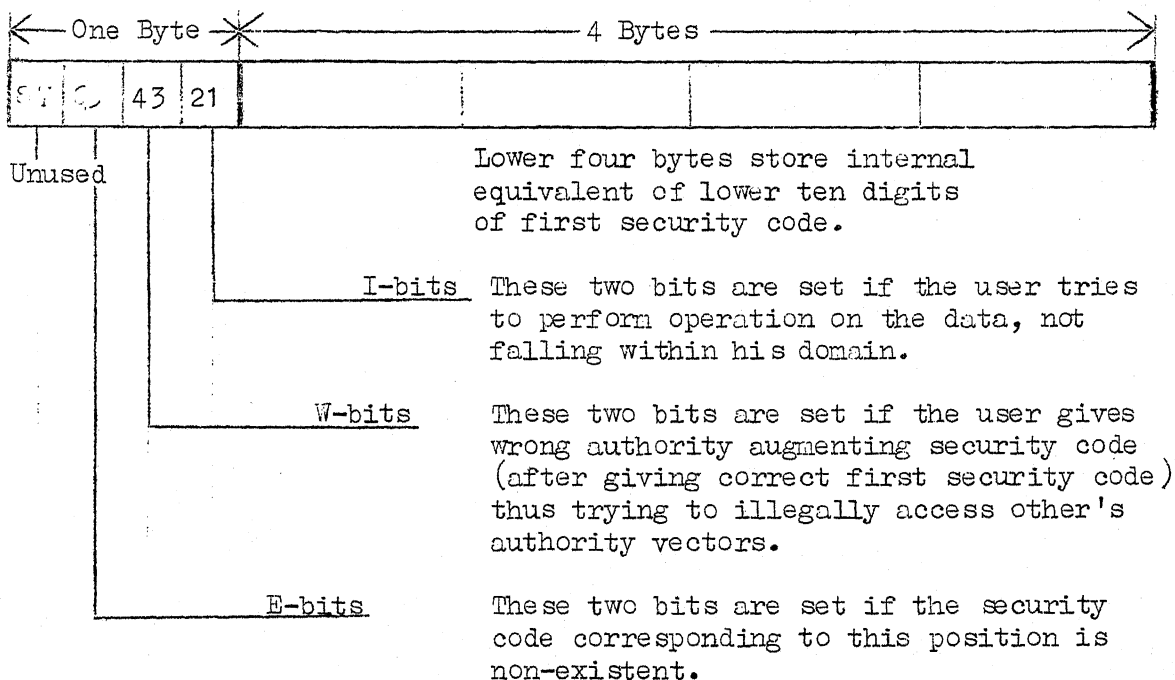 One Byte
4 Bytes
43 21
Unused
Lower four bytes store internal
equivalent of lower ten digits
of first security code.
I-bits These two bits are set if the user tries
to perform operation on the data, not
falling within his domain.
W-bits These two bits are set if the user gives
wrong authority augmenting security code
(after giving correct first security code)
thus trying to illegally access other's
authority vectors.
E-bits These two bits are set if the security
code corresponding to this position is
non-existent.